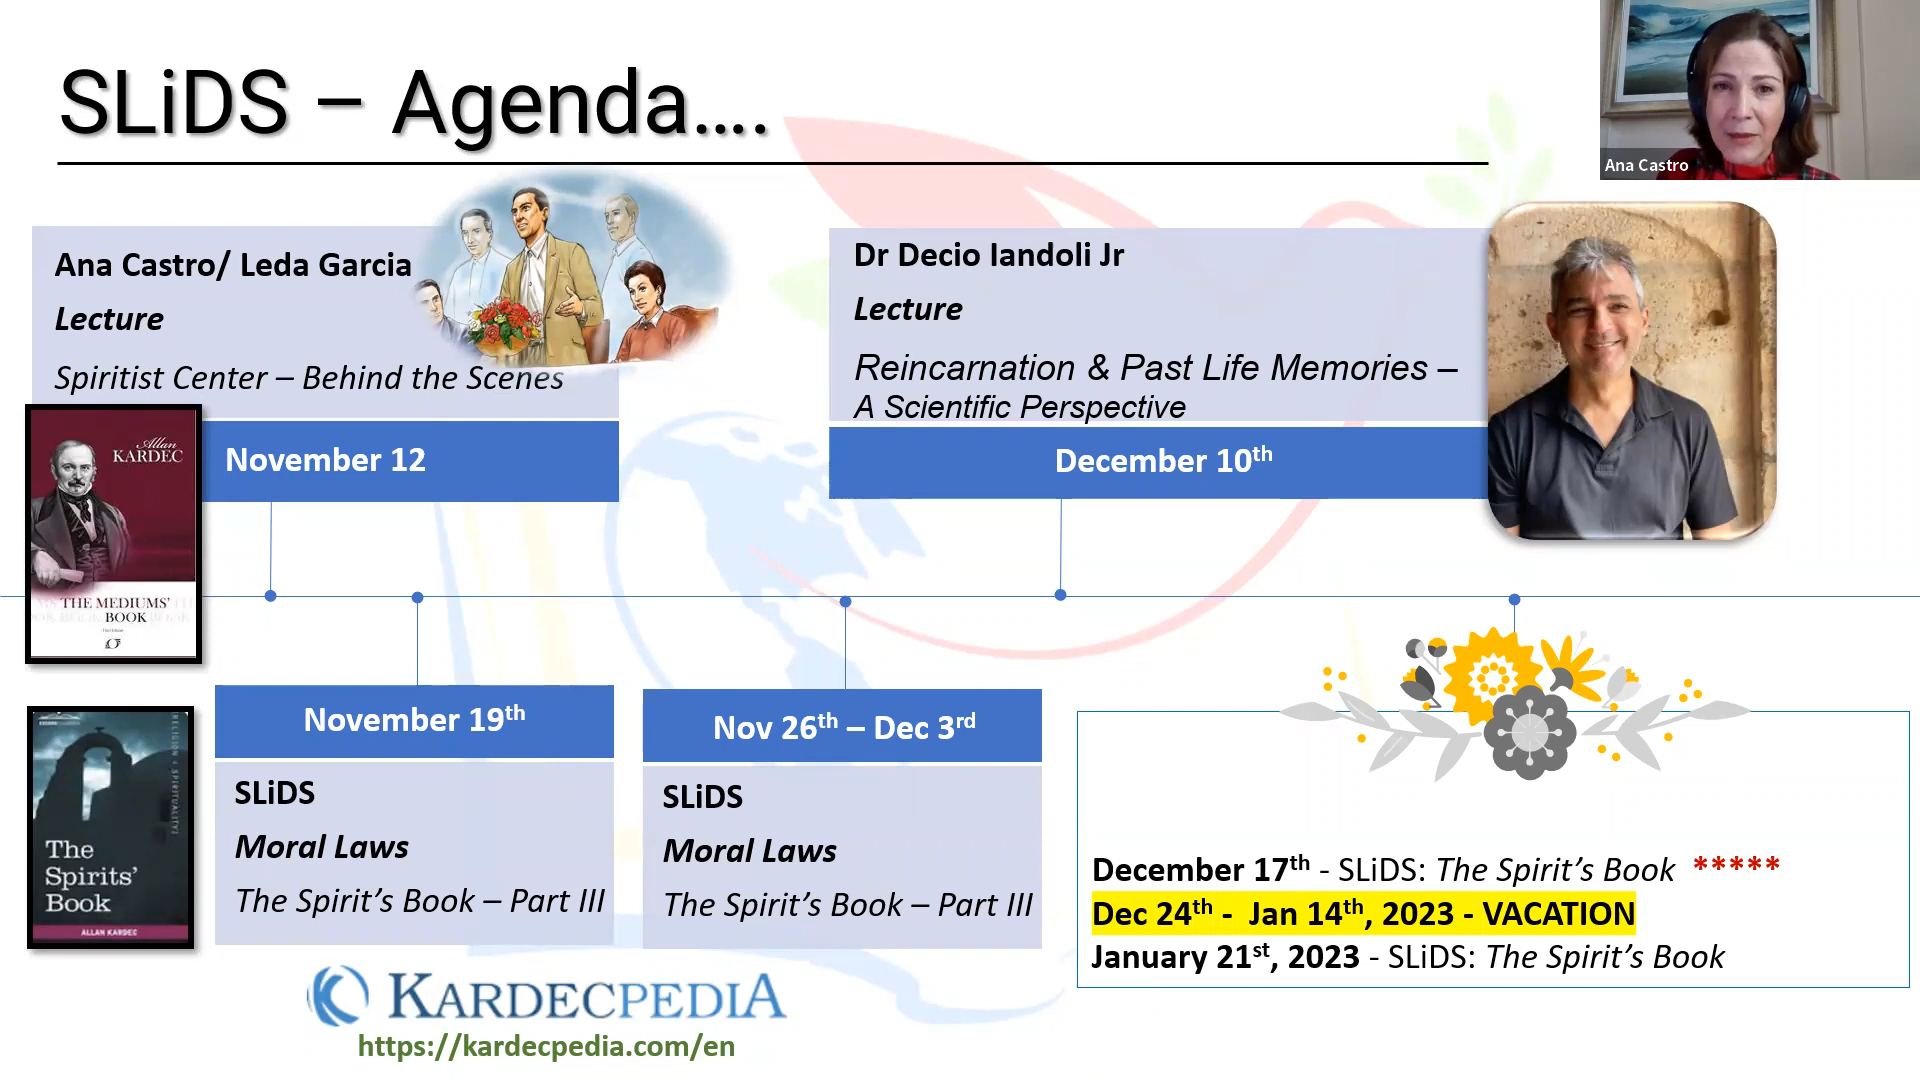 SLiDS – Agenda....
Ana Castro
Ana Castro/ Leda Garcia
Lecture
Spiritist Center – Behind the Scenes
November 12
Dr Decio Iandoli Jr
Lecture
Reincarnation & Past Life Memories –
A Scientific Perspective
December 10th
Allan
KARDEC
THE MEDIUMS'
BOOK
November 19th
SLiDS
Moral Laws
The Spirit's Book – Part III
Nov 26th – Dec 3rd
SLiDS
Moral Laws
The Spirit's Book – Part III
RELIGION & SPIRITUALITY
The
Spirits'
Book
ALLAN KARDEC
December 17th - SLiDS: The Spirit's Book *****
Dec 24th - Jan 14th, 2023 - VACATION
January 21st, 2023 - SLiDS: The Spirit's Book
KARDECPEDIA
https://kardecpedia.com/en